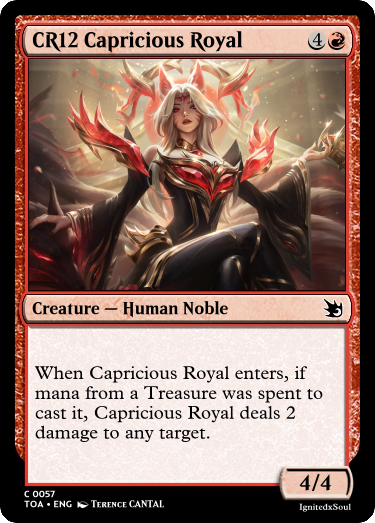 CR12 Capricious Royal 4
Creature — Human Noble
When Capricious Royal enters, if
mana from a Treasure was spent to
cast it, Capricious Royal deals 2
damage to any target.
4/4
C 0057
TOA • ENG Terence CANTAL
IgnitedxSoul